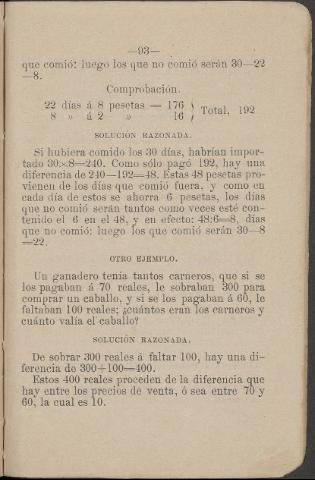 —93—
que comió: luego los que no comió serán 30—22
—8.
Comprobación.
22 días á 8 pesetas — 176 } Total, 192
8 » á 2 » 16
SOLUCIÓN RAZONADA.
Si hubiera comido los 30 días, habrían impor-
tado 30×8—240. Como sólo pagó 192, hay una
diferencia de 240—192—48. Estas 48 pesetas pro-
vienen de los días que comió fuera, y como en
cada día de estos se ahorra 6 pesetas, los días
que no comió serán tantos como veces esté con-
tenido el 6 en el 48, y en efecto: 48:6—8, días
que no comió: luego los que comió serán 30—8
—22.
OTRO EJEMPLO.
Un ganadero tenía tantos carneros, que si se
los pagaban á 70 reales, le sobraban 300 para
comprar un caballo, y si se los pagaban á 60, le
faltaban 100 reales; ¿cuántos eran los carneros y
cuánto valía el caballo?
SOLUCIÓN RAZONADA.
De sobrar 300 reales á faltar 100, hay una di-
ferencia de 300+100—400.
Estos 400 reales proceden de la diferencia que
hay entre los precios de venta, ó sea entre 70 y
60, la cual es 10.